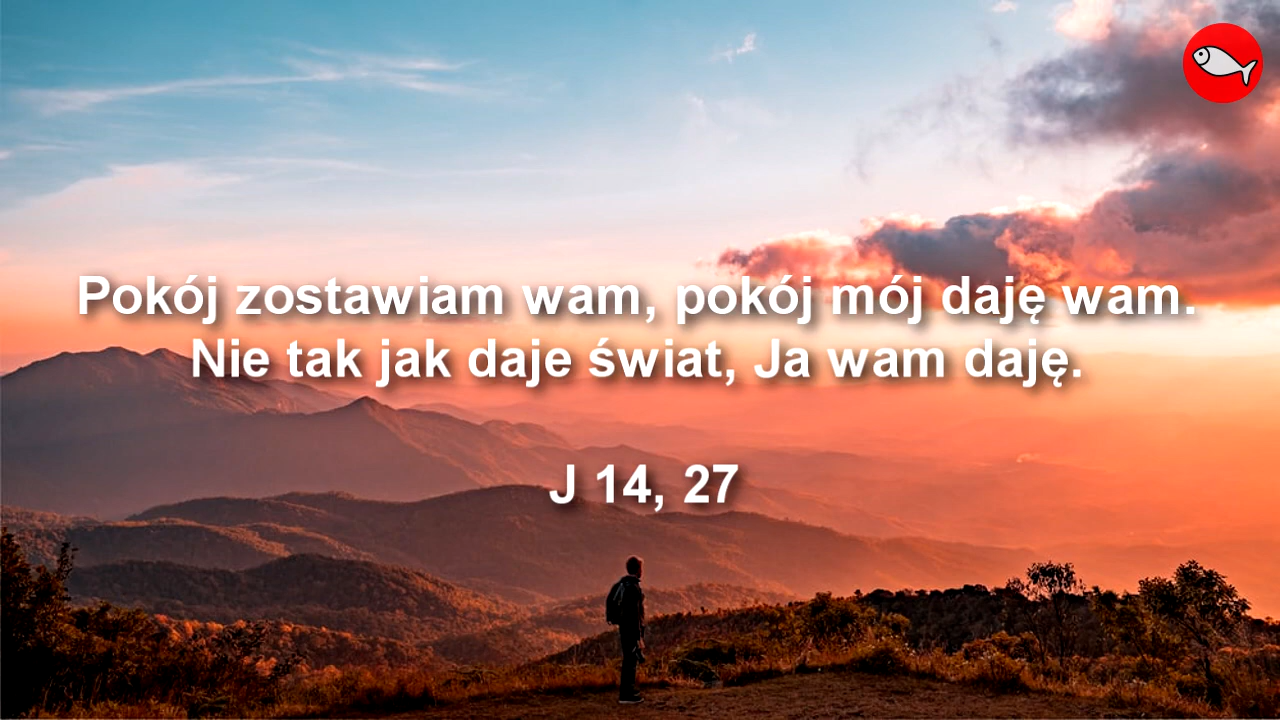 Pokój zostawiam wam, pokój mój daję wam.
Nie tak jak daje świat, Ja wam daję.
J 14, 27